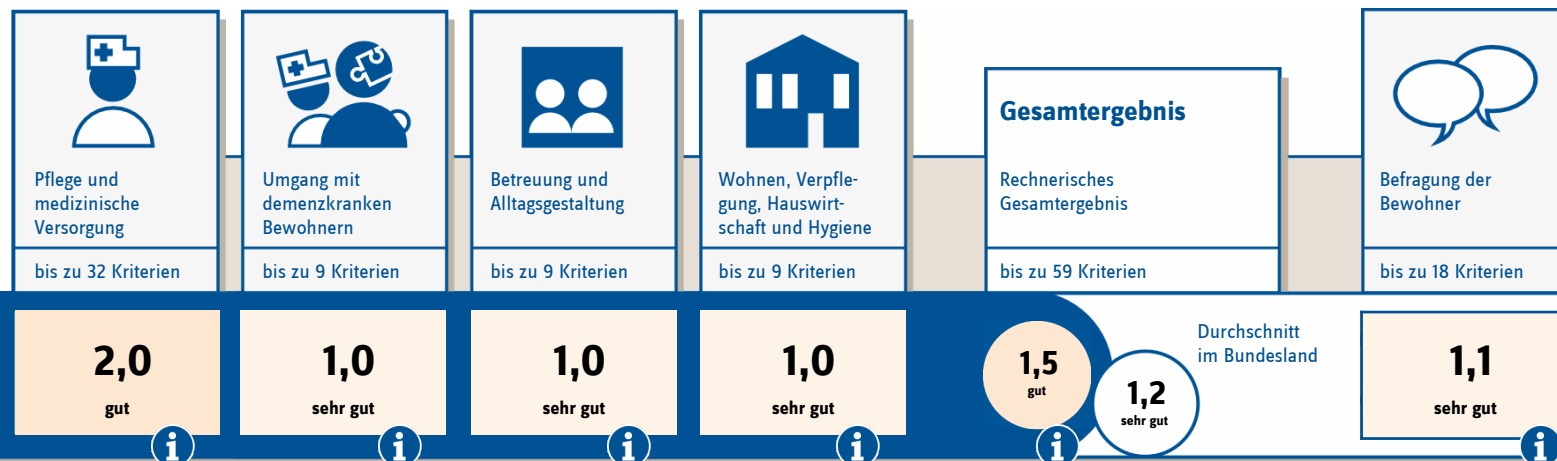 Pflege und
medizinische
Versorgung
bis zu 32 Kriterien
2,0
gut
i
Umgang mit
demenzkranken
Bewohnern
bis zu 9 Kriterien
1,0
sehr gut
i
Betreuung und
Alltagsgestaltung
bis zu 9 Kriterien
1,0
sehr gut
i
Wohnen, Verpfle-
gung, Hauswirt-
schaft und Hygiene
bis zu 9 Kriterien
1,0
sehr gut
i
Gesamtergebnis
Rechnerisches
Gesamtergebnis
bis zu 59 Kriterien
1,5
gut
i
1,2
sehr gut
Durchschnitt
im Bundesland
Befragung der
Bewohner
bis zu 18 Kriterien
1,1
sehr gut
i